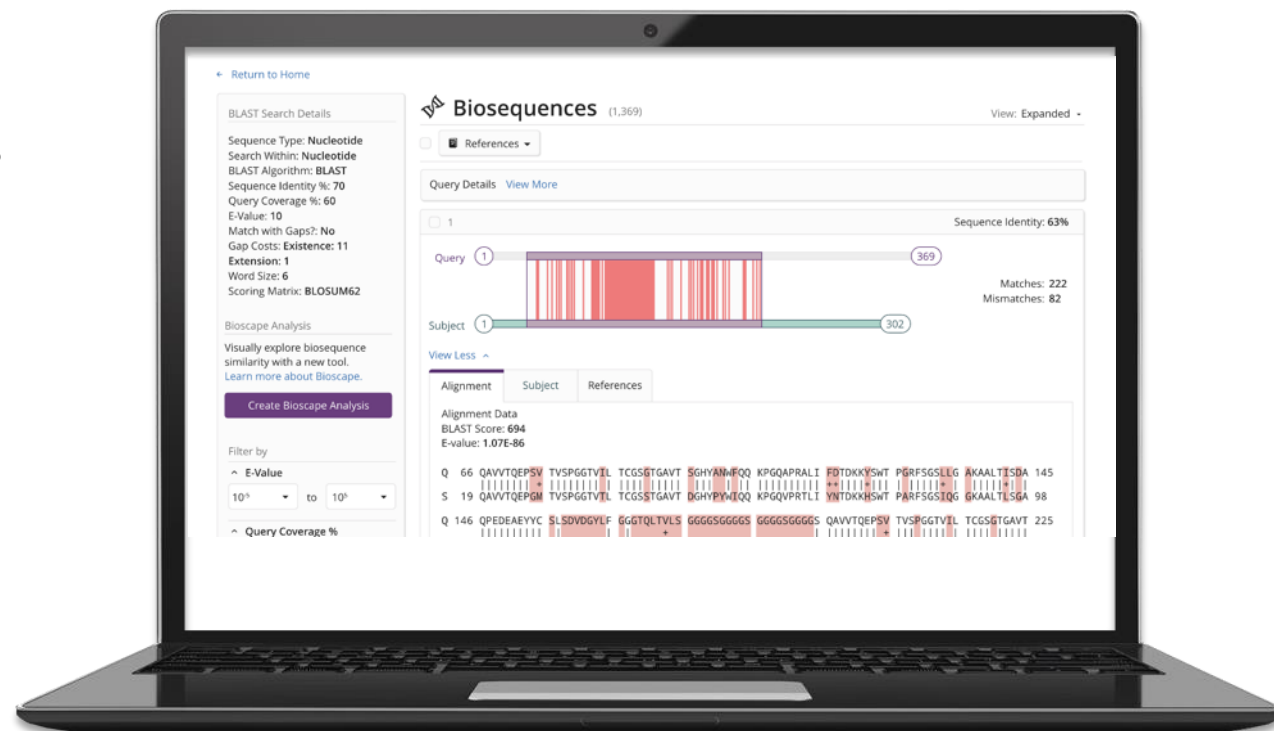 ← Return to Home
BLAST Search Details
Sequence Type: Nucleotide
Search Within: Nucleotide
BLAST Algorithm: BLAST
Sequence Identity %: 70
Query Coverage %: 60
E-Value: 10
Match with Gaps?: No
Gap Costs: Existence: 11
Extension: 1
Word Size: 6
Scoring Matrix: BLOSUM62
Bioscape Analysis
Visually explore biosequence
similarity with a new tool.
Learn more about Bioscape.
Create Bioscape Analysis
Filter by
E-Value
10⁻⁵ to 10⁵
Query Coverage %
Biosequences (1,369)
View: Expanded
References
Query Details View More
1 Sequence Identity: 63%
Query 1 369
Matches: 222
Mismatches: 82
Subject 1 302
View Less
Alignment Subject References
Alignment Data
BLAST Score: 694
E-value: 1.07E-86
Q 66 QAVVTQEPSV TVSPGGTVIL TCGSGTGAVT SGHYANWFQQ KPGQAPRALI FDTDKKYSWT PGRFSGSLLG AKAALTISDA 145
S 19 QAVVTQEPGM TVSPGGTVTL TCGSSTGAVT DGHYPYWIQQ KPGQVPRTLI YNTDKKHSWT PARFSGSIQG GKAALTLSGA 98
Q 146 QPEDEAEYYC SLSDVDGYLF GGGTQLTVLS GGGGSGGGGS GGGGSGGGGS QAVVTQEPSV TVSPGGTVIL TCGSGTGAVT 225